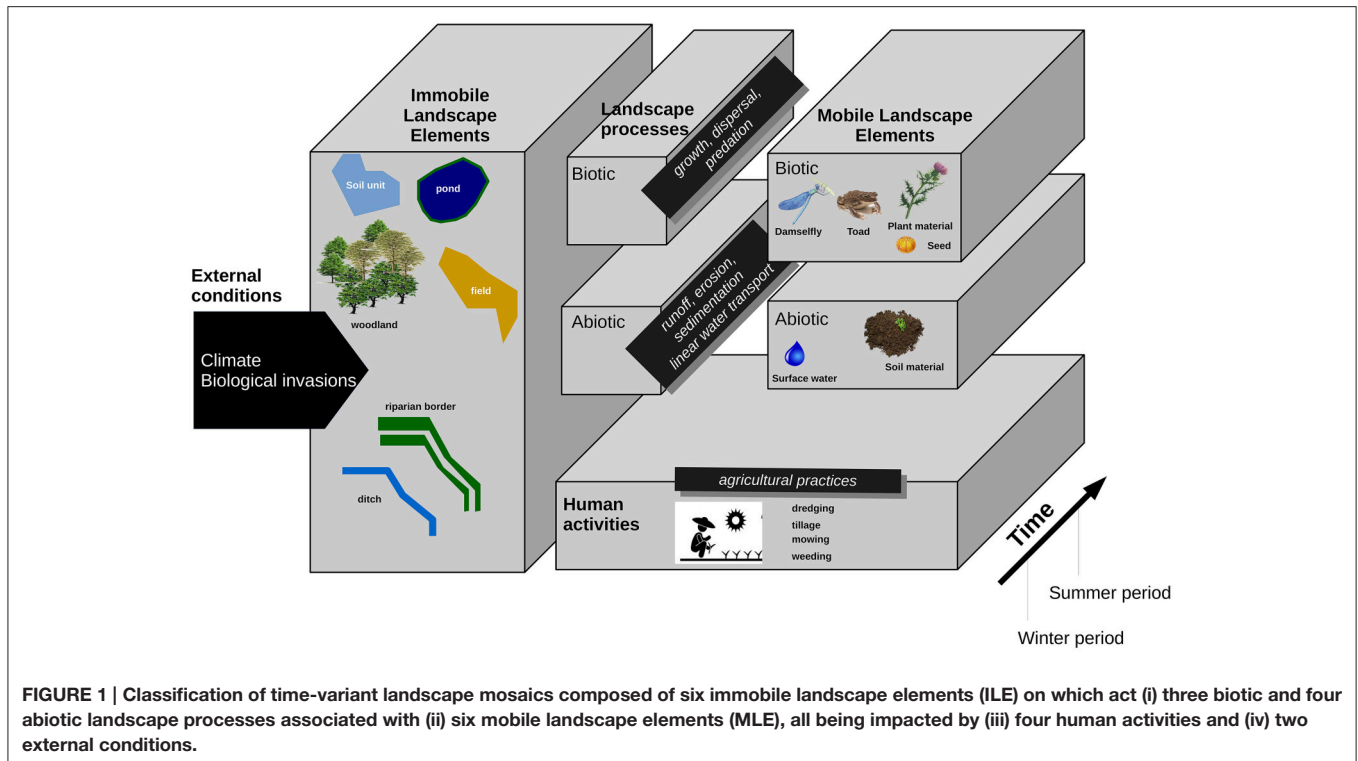 Immobile
Landscape
Elements
Soil unit
pond
woodland
field
riparian border
ditch
External
conditions
Climate
Biological invasions
Landscape
processes
Biotic
growth, dispersal,
predation
Abiotic
runoff, erosion,
sedimentation
linear water transport
Mobile Landscape
Elements
Biotic
Damselfly
Toad
Plant material
Seed
Abiotic
Surface water
Soil material
agricultural practices
Human
activities
dredging
tillage
mowing
weeding
Time
Summer period
Winter period
FIGURE 1 | Classification of time-variant landscape mosaics composed of six immobile landscape elements (ILE) on which act (i) three biotic and four
abiotic landscape processes associated with (ii) six mobile landscape elements (MLE), all being impacted by (iii) four human activities and (iv) two
external conditions.